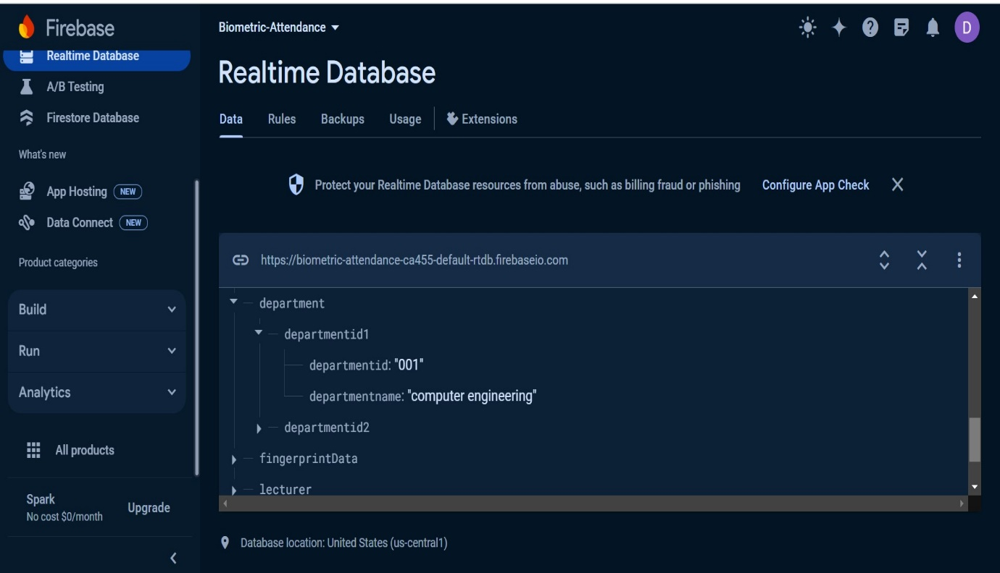 Firebase
Realtime Database
A/B Testing
Firestore Database
What's new
App Hosting NEW
Data Connect NEW
Product categories
Build
Run
Analytics
All products
Spark
No cost $0/month
Upgrade
Biometric-Attendance
D
Realtime Database
Data Rules Backups Usage Extensions
Protect your Realtime Database resources from abuse, such as billing fraud or phishing Configure App Check
https://biometric-attendance-ca455-default-rtdb.firebaseio.com
department
departmentid1
departmentid: "001"
departmentname: "computer engineering"
departmentid2
fingerprintData
lecturer
Database location: United States (us-central1)